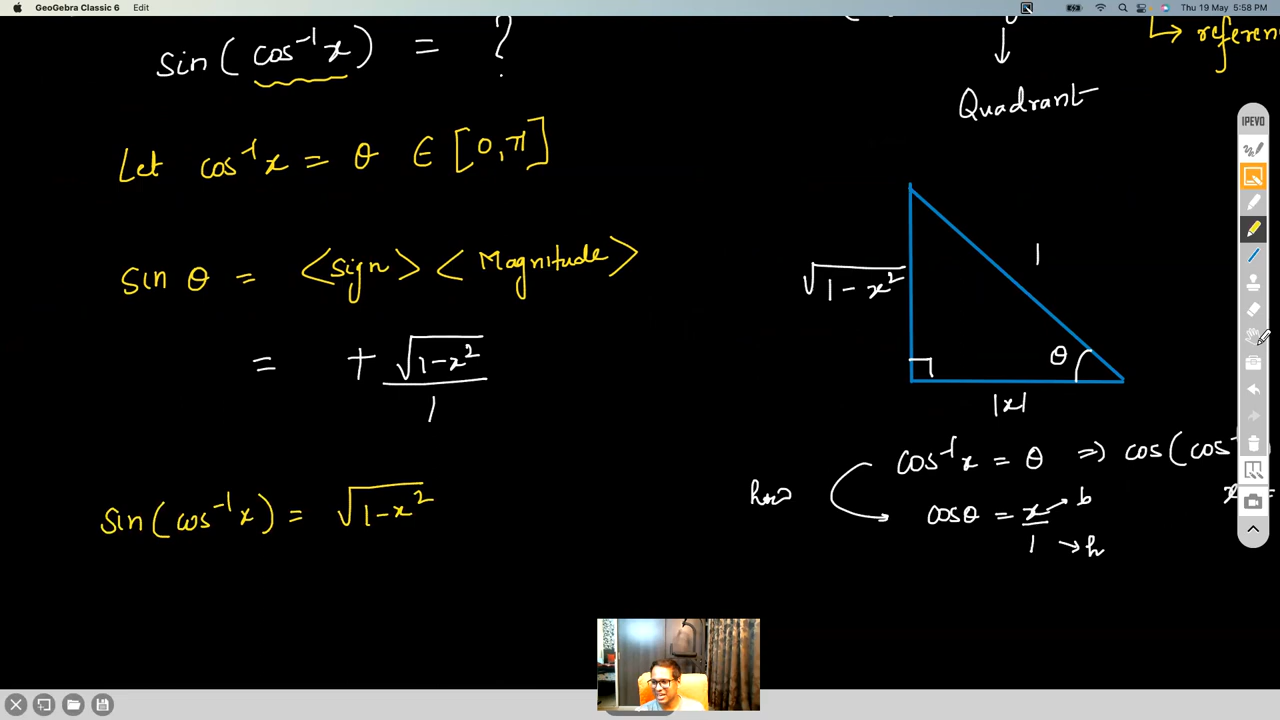 GeoGebra Classic 6 Edit Thu 19 May 5:58 PM
sin(cos⁻¹x) = ?
Quadrant
Let cos⁻¹x = θ ∈ [0,π]
sin θ = <Sign> <Magnitude>
= + √(1-x²)/1
sin(cos⁻¹x) = √(1-x²)
IPEVO
1
√(1-x²)
θ
|x|
cos⁻¹x = θ ⇒ cos(cos⁻¹
cosθ = x/1 → b
→ h